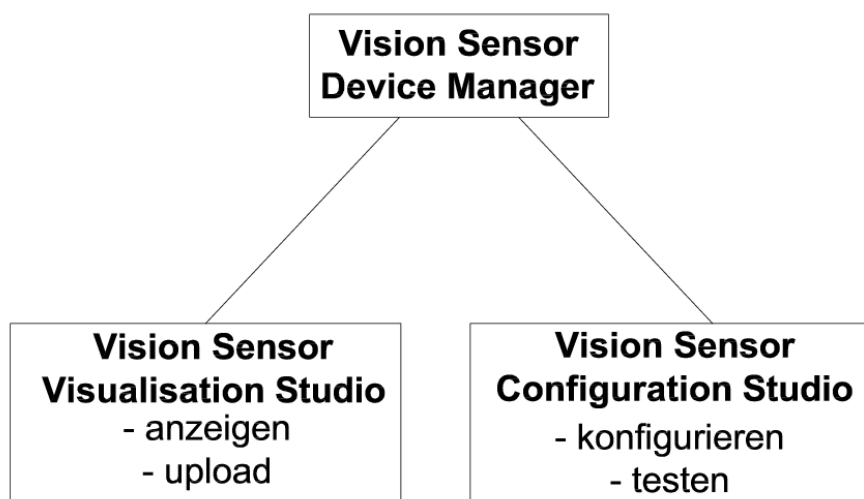 Vision Sensor
Device Manager
Vision Sensor
Visualisation Studio
- anzeigen
- upload
Vision Sensor
Configuration Studio
- konfigurieren
- testen